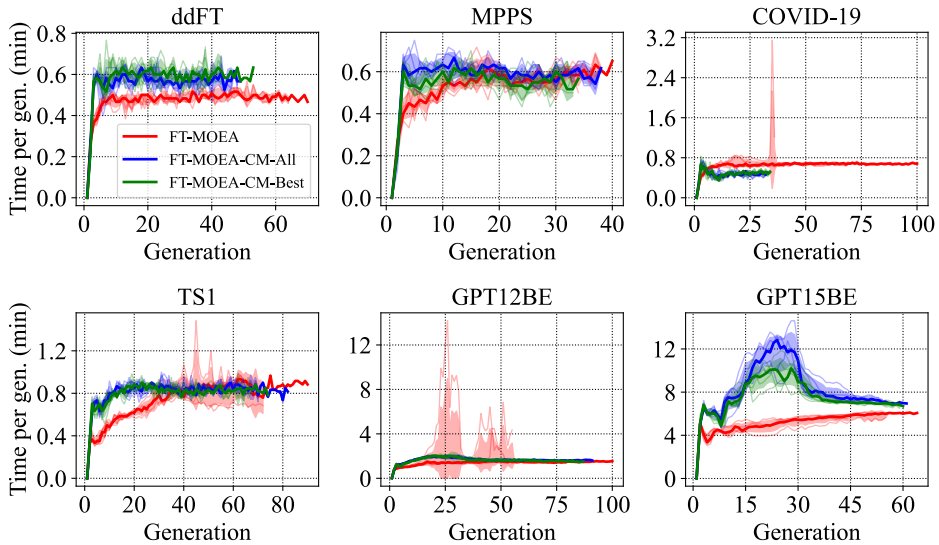 ddFT
MPPS
COVID-19
Time per gen. (min)
0.8
0.6
0.4
0.2
0.0
FT-MOEA
FT-MOEA-CM-All
FT-MOEA-CM-Best
0 20 40 60
Generation
0.6
0.4
0.2
0.0
0 10 20 30 40
Generation
3.2
2.4
1.6
0.8
0.0
0 25 50 75 100
Generation
TS1
GPT12BE
GPT15BE
Time per gen. (min)
1.2
0.8
0.4
0.0
0 20 40 60 80
Generation
12
8
4
0
0 25 50 75 100
Generation
12
8
4
0
0 15 30 45 60
Generation